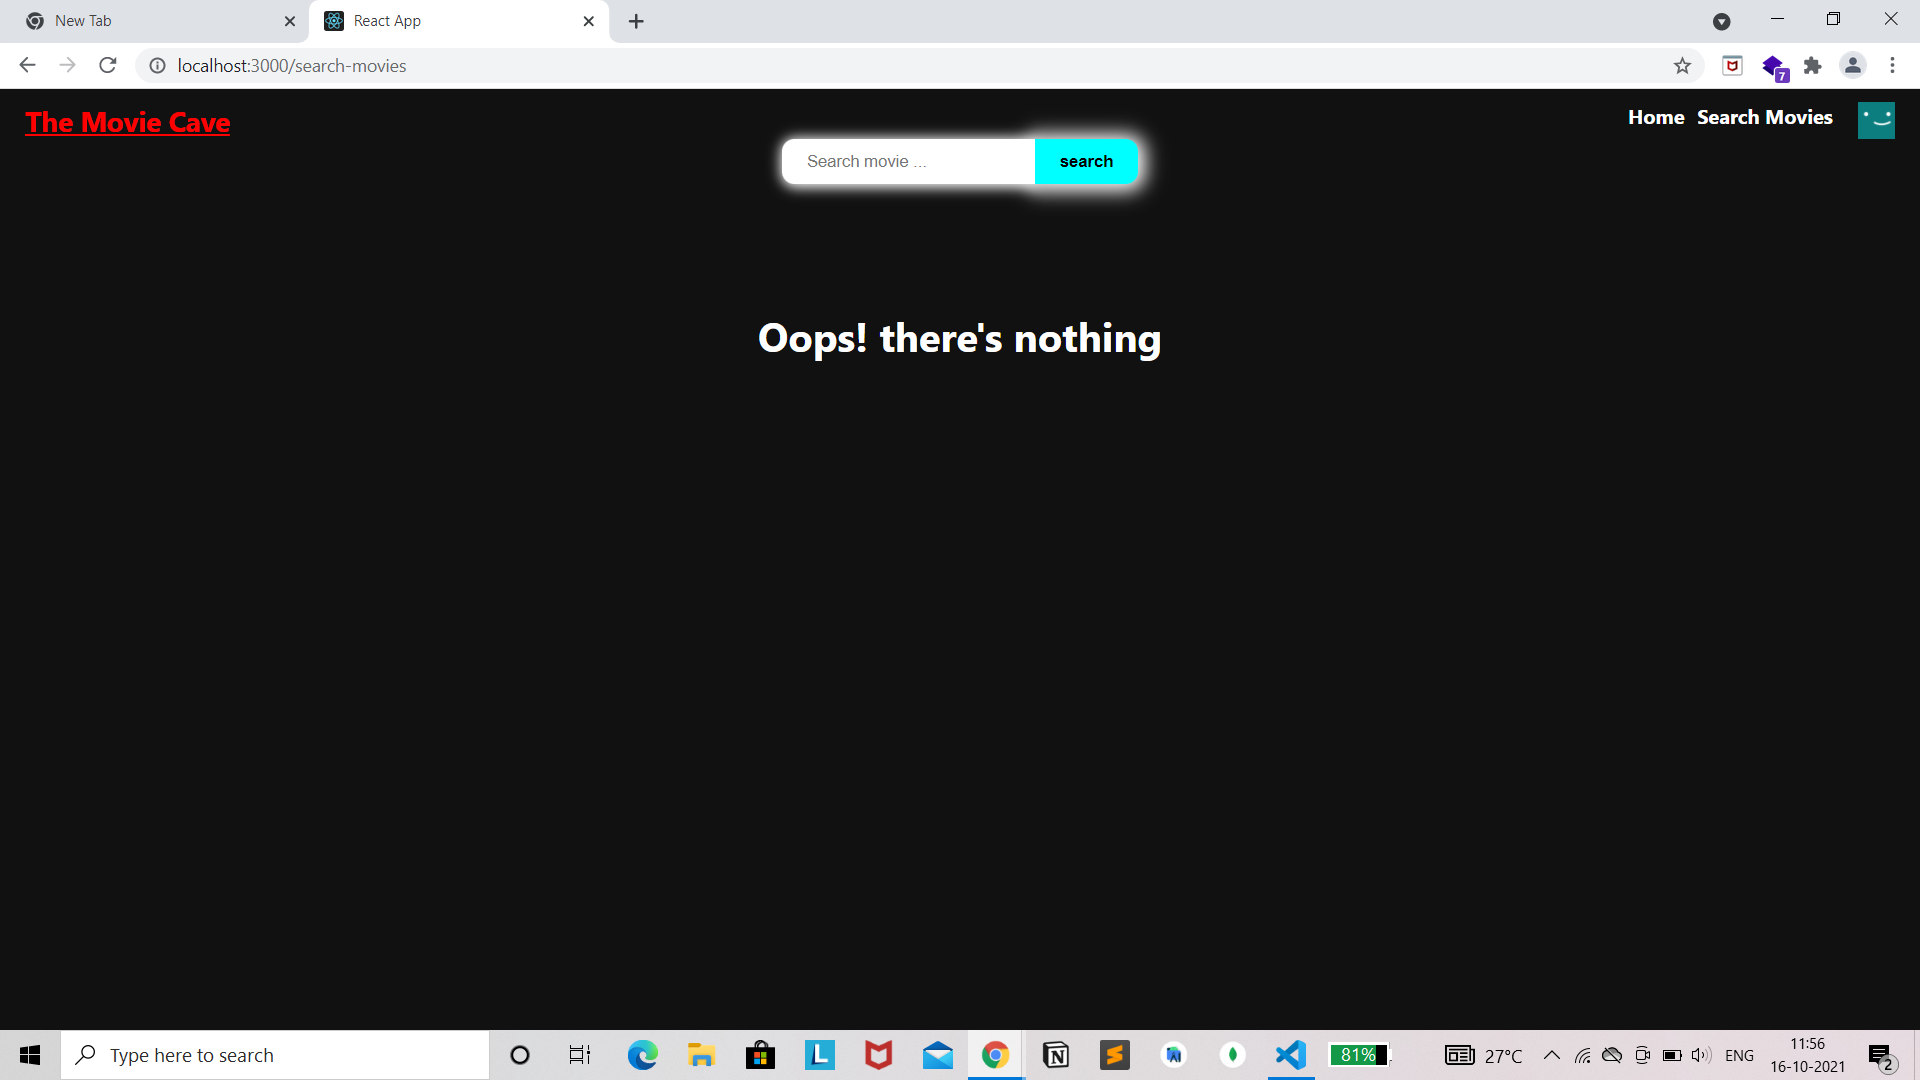 New Tab
React App
localhost:3000/search-movies
7
The Movie Cave
Home Search Movies
Search movie ...
search
Oops! there's nothing
Type here to search
L
N
81%
27°C
ENG
11:56
16-10-2021
2